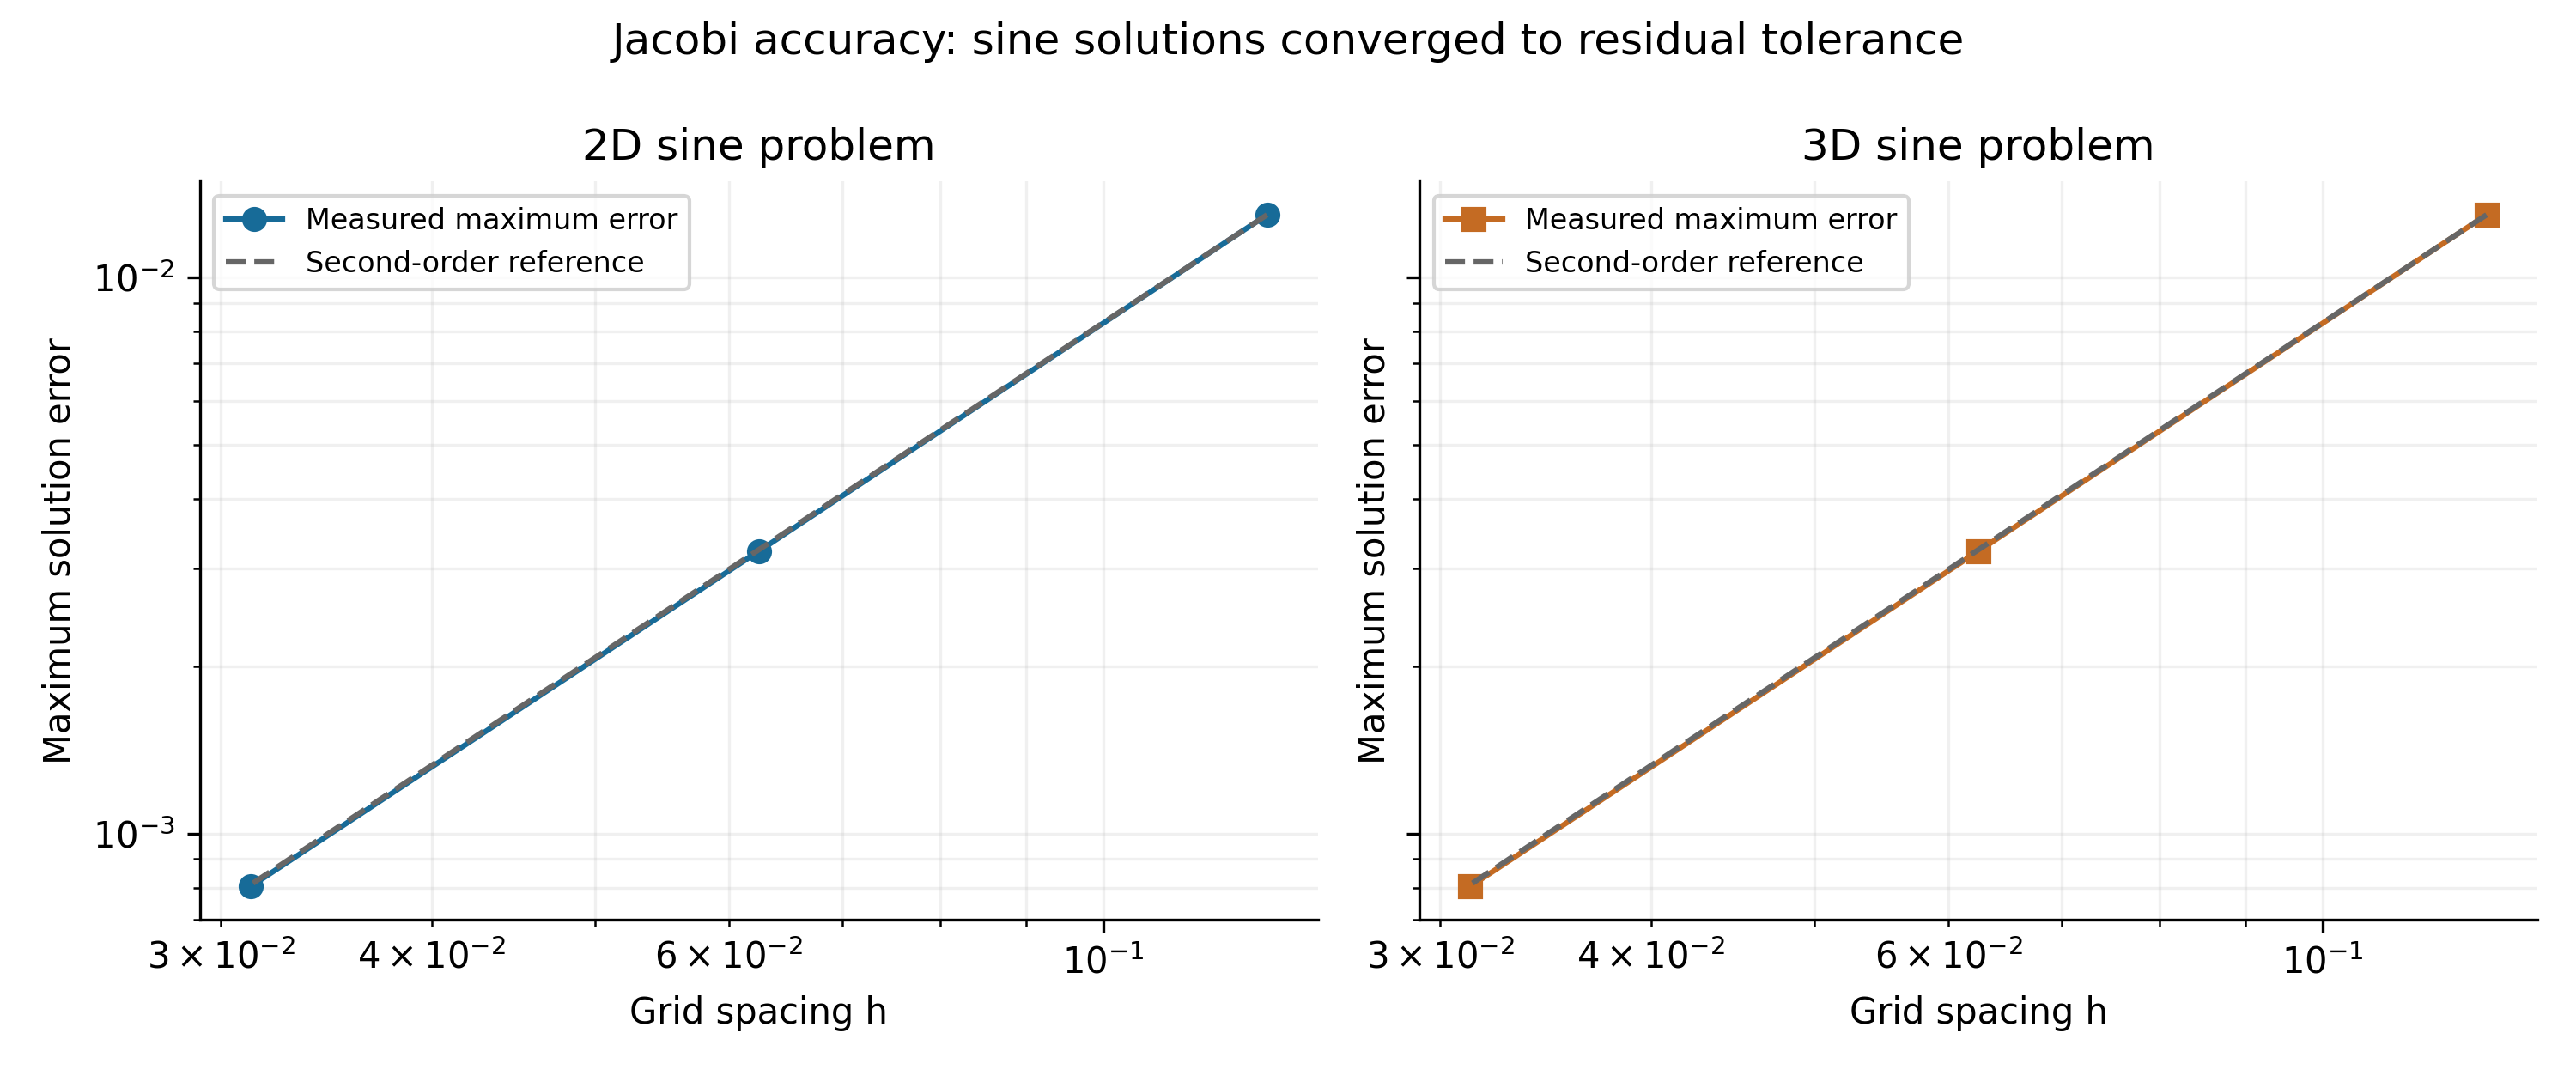 Jacobi accuracy: sine solutions converged to residual tolerance
2D sine problem
Measured maximum error
Second-order reference
Maximum solution error
10⁻²
10⁻³
3 × 10⁻²
4 × 10⁻²
6 × 10⁻²
10⁻¹
Grid spacing h
3D sine problem
Measured maximum error
Second-order reference
Maximum solution error
3 × 10⁻²
4 × 10⁻²
6 × 10⁻²
10⁻¹
Grid spacing h